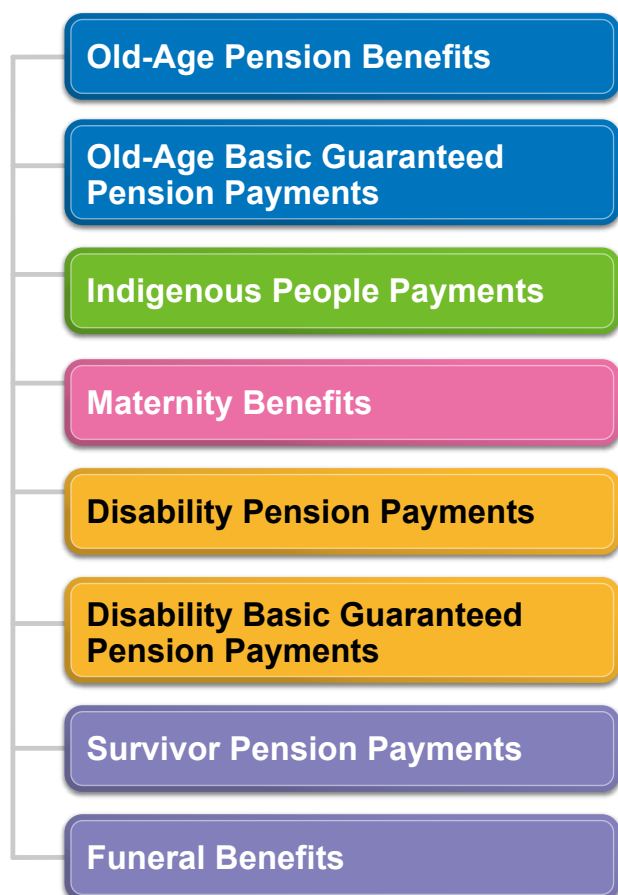 Old-Age Pension Benefits
Old-Age Basic Guaranteed
Pension Payments
Indigenous People Payments
Maternity Benefits
Disability Pension Payments
Disability Basic Guaranteed
Pension Payments
Survivor Pension Payments
Funeral Benefits